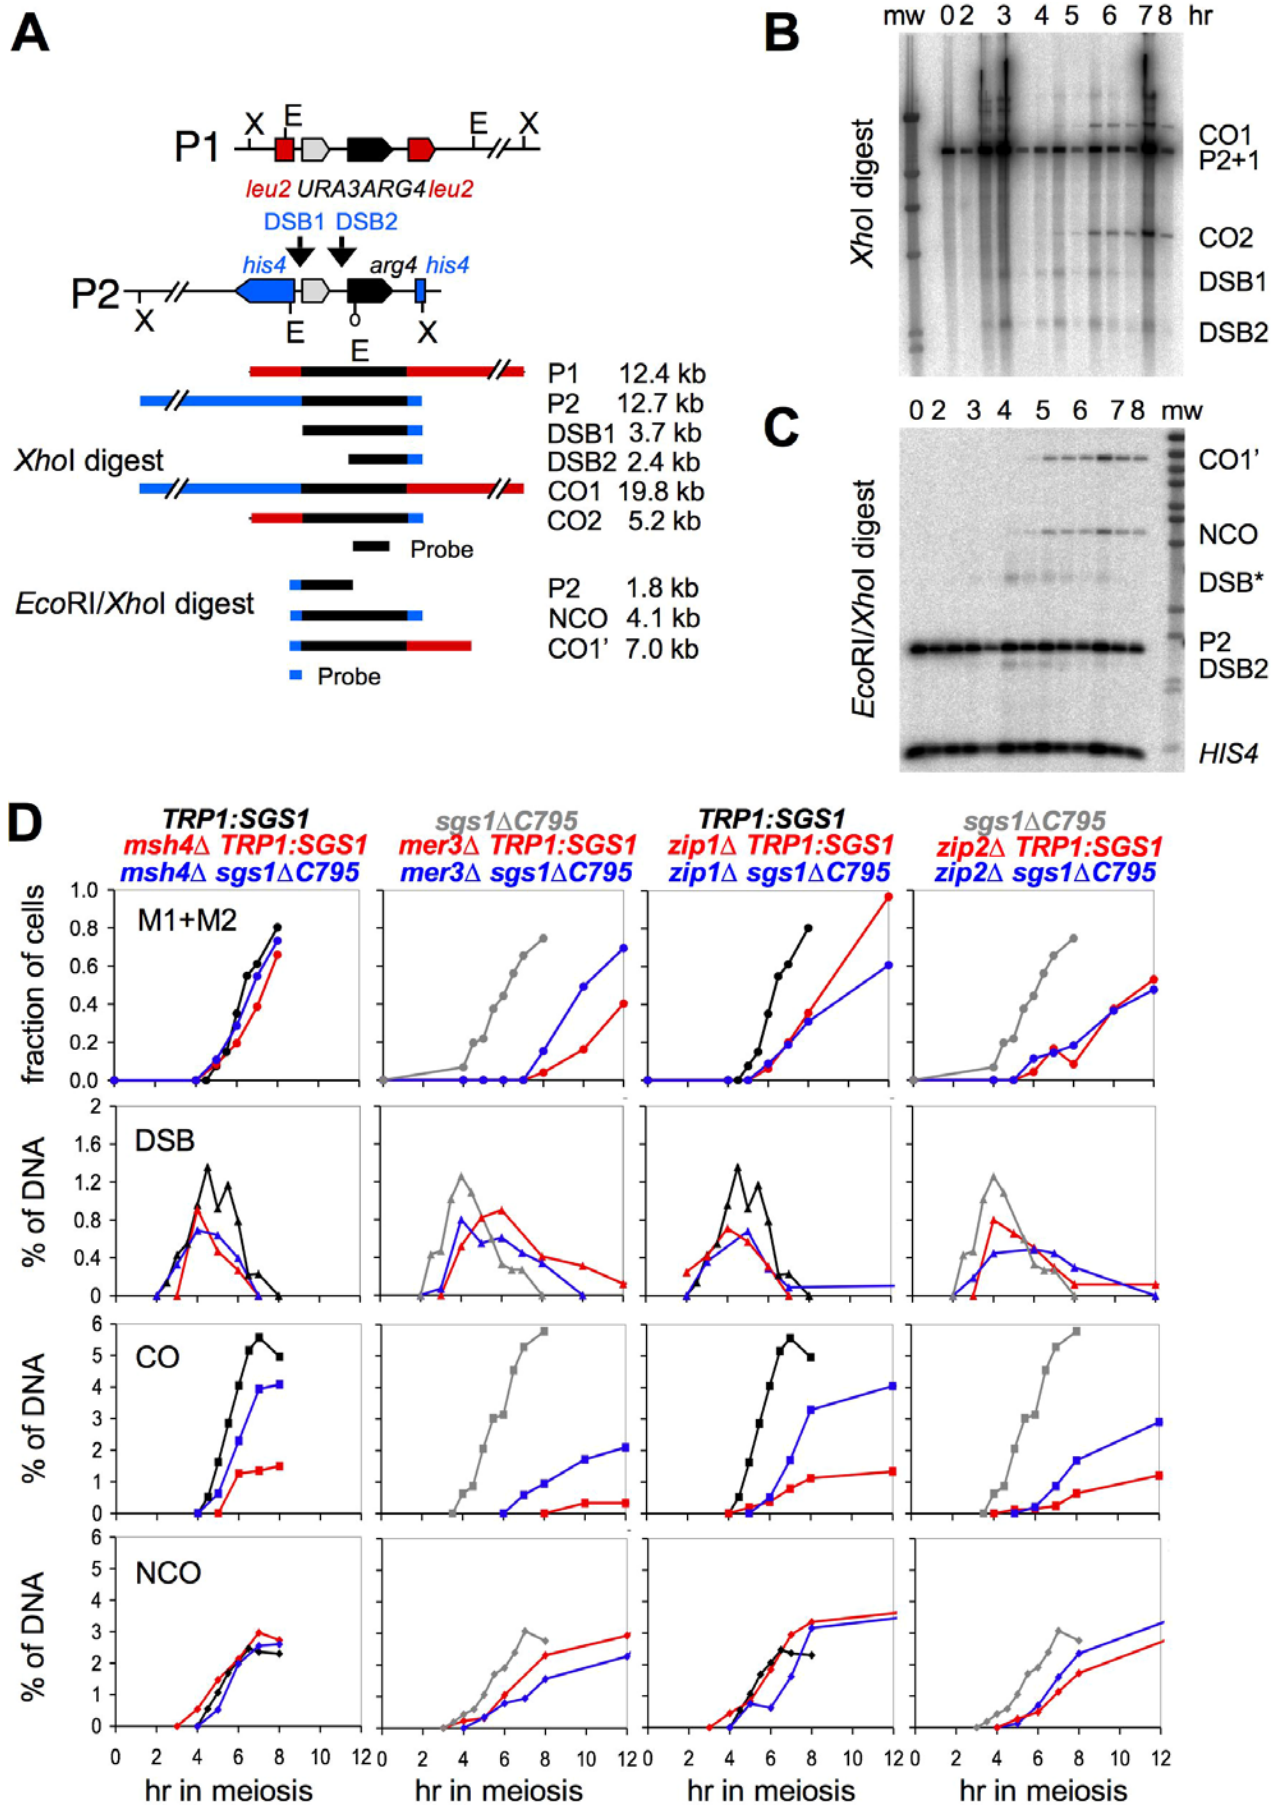 A
X E E X
P1
leu2 URA3ARG4 leu2
DSB1 DSB2
his4 arg4 his4
P2
X E X
E
P1 12.4 kb
P2 12.7 kb
DSB1 3.7 kb
XhoI digest
DSB2 2.4 kb
CO1 19.8 kb
CO2 5.2 kb
Probe
EcoRI/XhoI digest
P2 1.8 kb
NCO 4.1 kb
CO1' 7.0 kb
Probe
B
mw 0 2 3 4 5 6 7 8 hr
XhoI digest
CO1
P2+1
CO2
DSB1
DSB2
C
0 2 3 4 5 6 7 8 mw
EcoRI/XhoI digest
CO1'
NCO
DSB*
P2
DSB2
HIS4
D
TRP1:SGS1
msh4Δ TRP1:SGS1
msh4Δ sgs1ΔC795
sgs1ΔC795
mer3Δ TRP1:SGS1
mer3Δ sgs1ΔC795
TRP1:SGS1
zip1Δ TRP1:SGS1
zip1Δ sgs1ΔC795
sgs1ΔC795
zip2Δ TRP1:SGS1
zip2Δ sgs1ΔC795
fraction of cells
1.0
0.8
0.6
0.4
0.2
0.0
M1+M2
% of DNA
2
1.6
1.2
0.8
0.4
0
DSB
% of DNA
6
5
4
3
2
1
0
CO
% of DNA
6
5
4
3
2
1
0
NCO
0 2 4 6 8 10 12
0 2 4 6 8 10 12
0 2 4 6 8 10 12
0 2 4 6 8 10 12
hr in meiosis
hr in meiosis
hr in meiosis
hr in meiosis